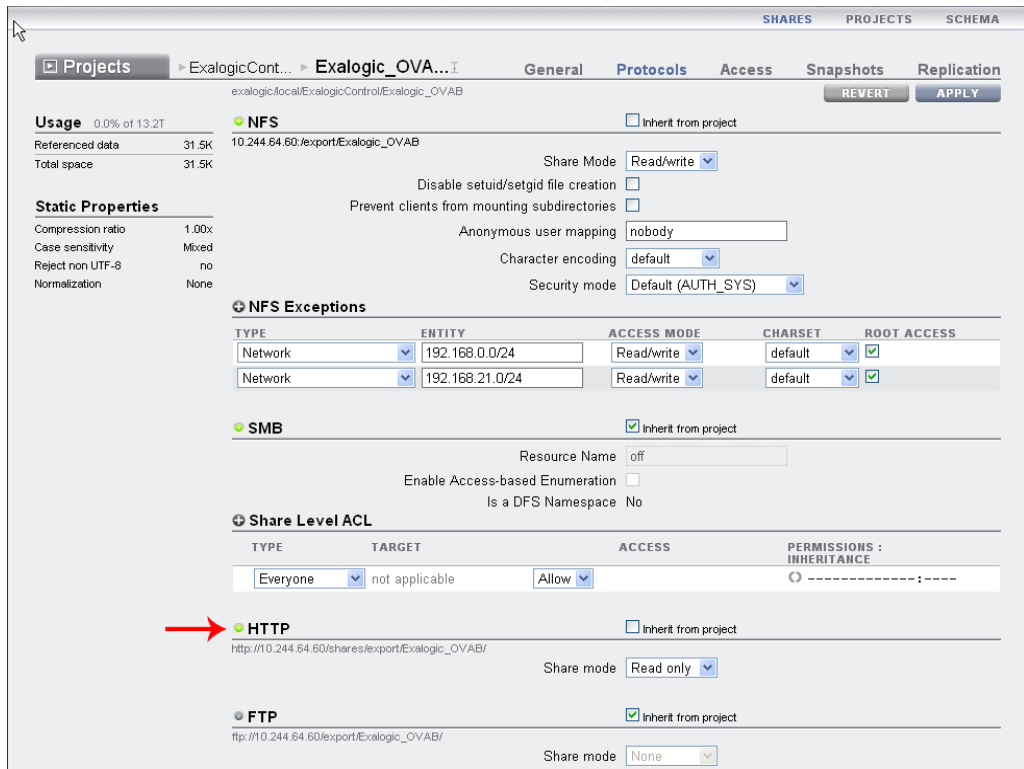 SHARES PROJECTS SCHEMA
Projects ExalogicCont... Exalogic_OVA... General Protocols Access Snapshots Replication
exalogic/local/ExalogicControl/Exalogic_OVAB REVERT APPLY
Usage 0.0% of 13.2T
Referenced data 31.5K
Total space 31.5K
Static Properties
Compression ratio 1.00x
Case sensitivity Mixed
Reject non UTF-8 no
Normalization None
NFS Inherit from project
10.244.64.60:/export/Exalogic_OVAB
Share Mode Read/write
Disable setuid/setgid file creation
Prevent clients from mounting subdirectories
Anonymous user mapping nobody
Character encoding default
Security mode Default (AUTH_SYS)
NFS Exceptions
TYPE ENTITY ACCESS MODE CHARSET ROOT ACCESS
Network 192.168.0.0/24 Read/write default
Network 192.168.21.0/24 Read/write default
SMB Inherit from project
Resource Name off
Enable Access-based Enumeration
Is a DFS Namespace No
Share Level ACL
TYPE TARGET ACCESS PERMISSIONS :
INHERITANCE
Everyone not applicable Allow -------------:----
HTTP Inherit from project
http://10.244.64.60/shares/export/Exalogic_OVAB/
Share mode Read only
FTP Inherit from project
ftp://10.244.64.60/export/Exalogic_OVAB/
Share mode None